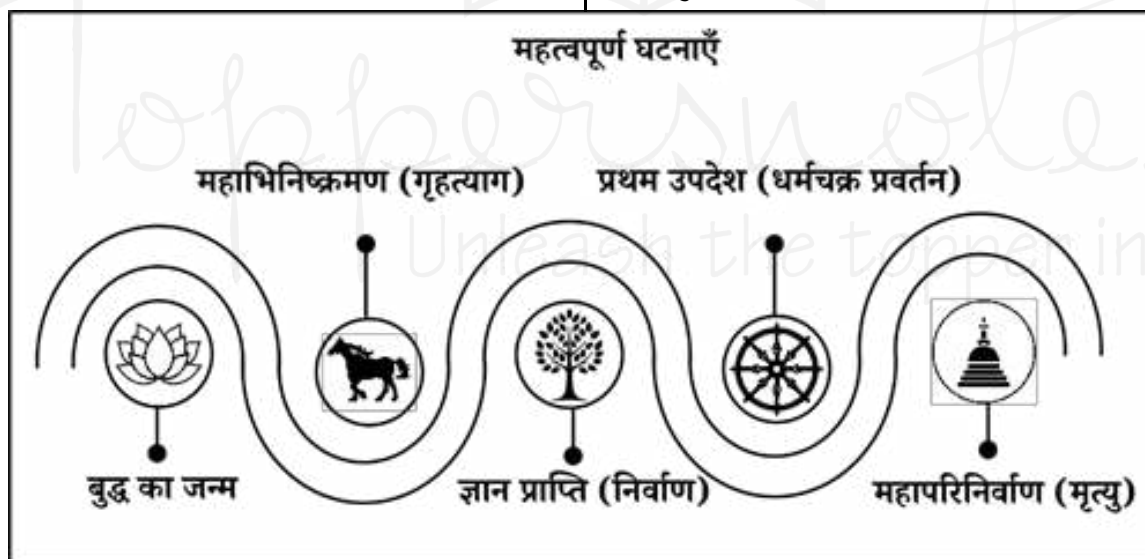 महत्वपूर्ण घटनाएँ
Toppersnote
महाभिनिष्क्रमण (गृहत्याग) प्रथम उपदेश (धर्मचक्र प्रवर्तन)
Unleash the topper in
बुद्ध का जन्म ज्ञान प्राप्ति (निर्वाण) महापरिनिर्वाण (मृत्यु)